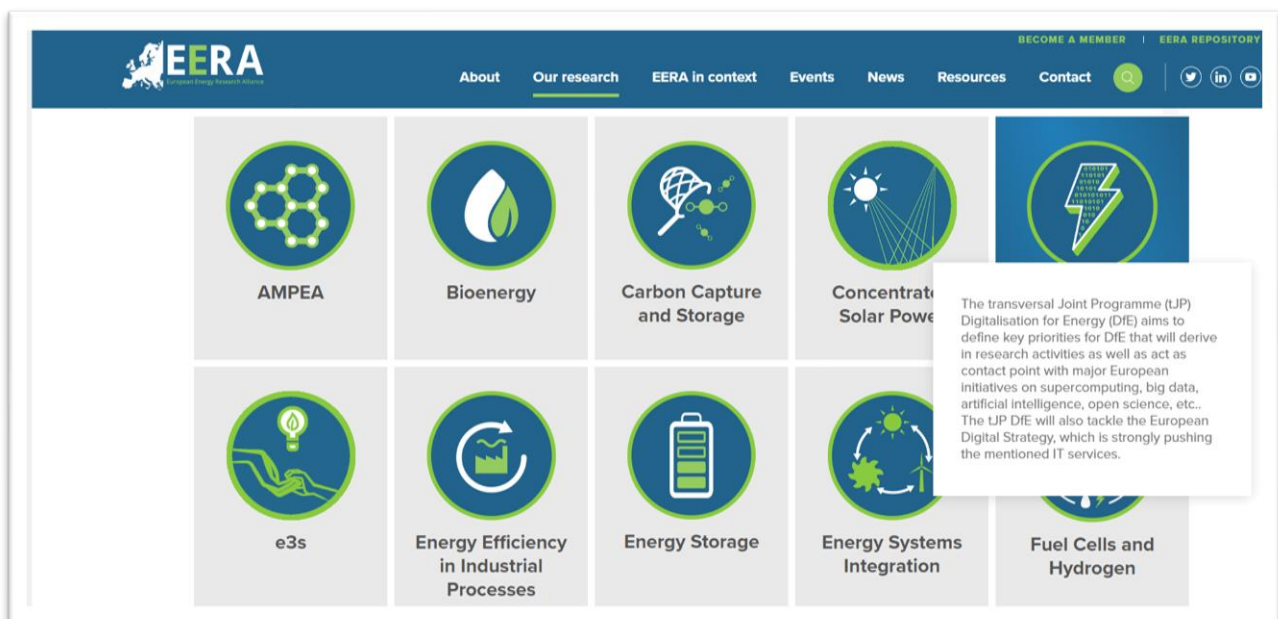 BECOME A MEMBER | EERA REPOSITORY
EERA
European Energy Research Alliance
About Our research EERA in context Events News Resources Contact
AMPEA
Bioenergy
Carbon Capture
and Storage
Concentrate
Solar Powe
The transversal Joint Programme (tJP)
Digitalisation for Energy (DfE) aims to
define key priorities for DfE that will derive
in research activities as well as act as
contact point with major European
initiatives on supercomputing, big data,
artificial intelligence, open science, etc..
The tJP DfE will also tackle the European
Digital Strategy, which is strongly pushing
the mentioned IT services.
e3s
Energy Efficiency
in Industrial
Processes
Energy Storage
Energy Systems
Integration
Fuel Cells and
Hydrogen